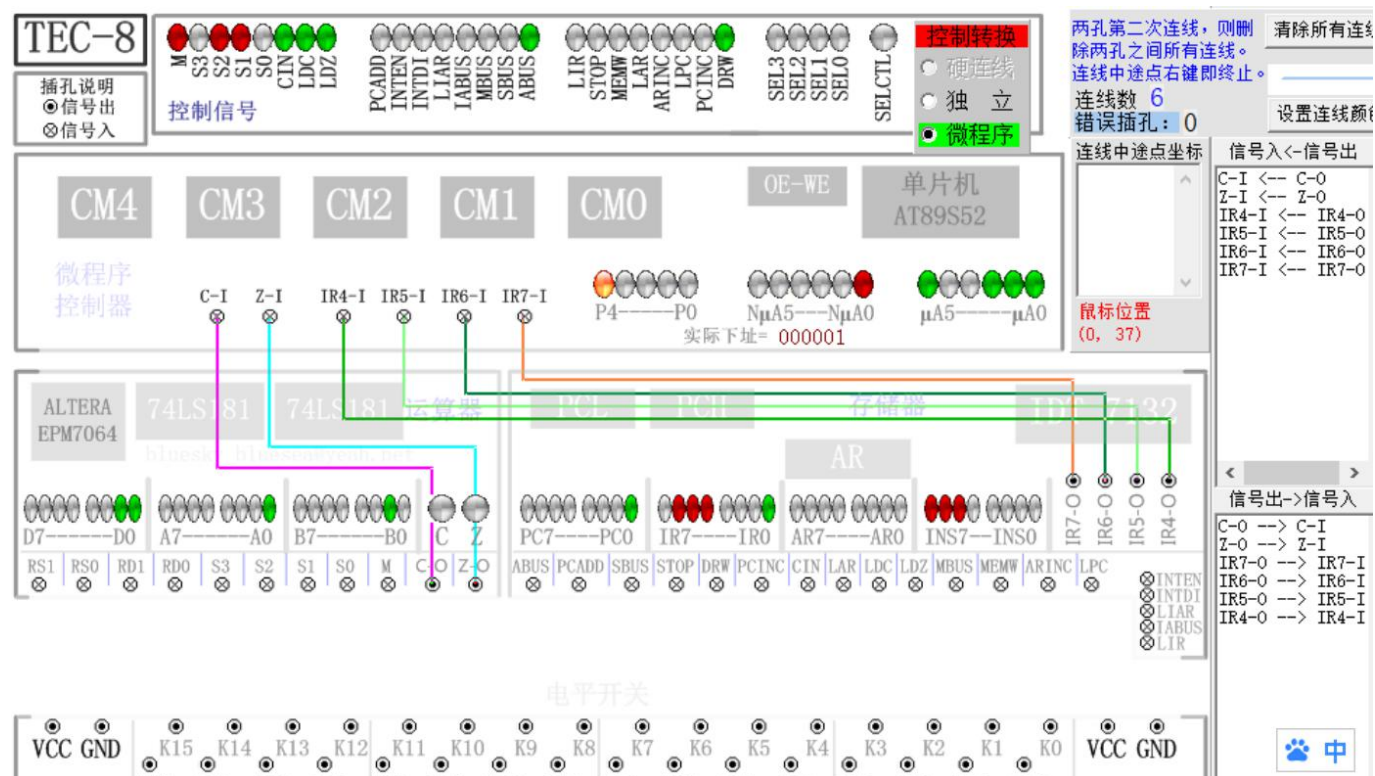 TEC-8
插孔说明
信号出
信号入
M S3 S2 S1 S0 CIN LDC LDZ
PCADD INTEN INTDI LIAR IABUS MBUS SBUS ABUS
LIR STOP MEMW LAR ARINC LPC PCINC DRW
SEL3 SEL2 SEL1 SEL0
SELCTL
控制信号
控制转换
硬连线
独 立
微程序
两孔第二次连线，则删
除两孔之间所有连线。
连线中途点右键即终止。
连线数 6
错误插孔: 0
清除所有连线
设置连线颜色
连线中途点坐标
鼠标位置
(0, 37)
信号入<-信号出
C-I <-- C-O
Z-I <-- Z-O
IR4-I <-- IR4-O
IR5-I <-- IR5-O
IR6-I <-- IR6-O
IR7-I <-- IR7-O
信号出->信号入
C-O --> C-I
Z-O --> Z-I
IR7-O --> IR7-I
IR6-O --> IR6-I
IR5-O --> IR5-I
IR4-O --> IR4-I
CM4 CM3 CM2 CM1 CM0
OE-WE
单片机
AT89S52
微程序
控制器
C-I Z-I IR4-I IR5-I IR6-I IR7-I
P4-----P0
NμA5---NμA0
μA5-----μA0
实际下址= 000001
ALTERA
EPM7064
74LS181 74LS181 运算器
PCL PCH 存储器 IDT 7132
AR
D7------D0 A7------A0 B7------B0 C Z
PC7-----PC0 IR7----IR0 AR7----AR0 INS7--INS0
IR7-O IR6-O IR5-O IR4-O
RS1 RS0 RD1 RD0 S3 S2 S1 S0 M C-O Z-O
ABUS PCADD SBUS STOP DRW PCINC CIN LAR LDC LDZ MBUS MEMW ARINC LPC
INTEN
INTDI
LIAR
IABUS
LIR
电平开关
VCC GND K15 K14 K13 K12 K11 K10 K9 K8 K7 K6 K5 K4 K3 K2 K1 K0 VCC GND
中